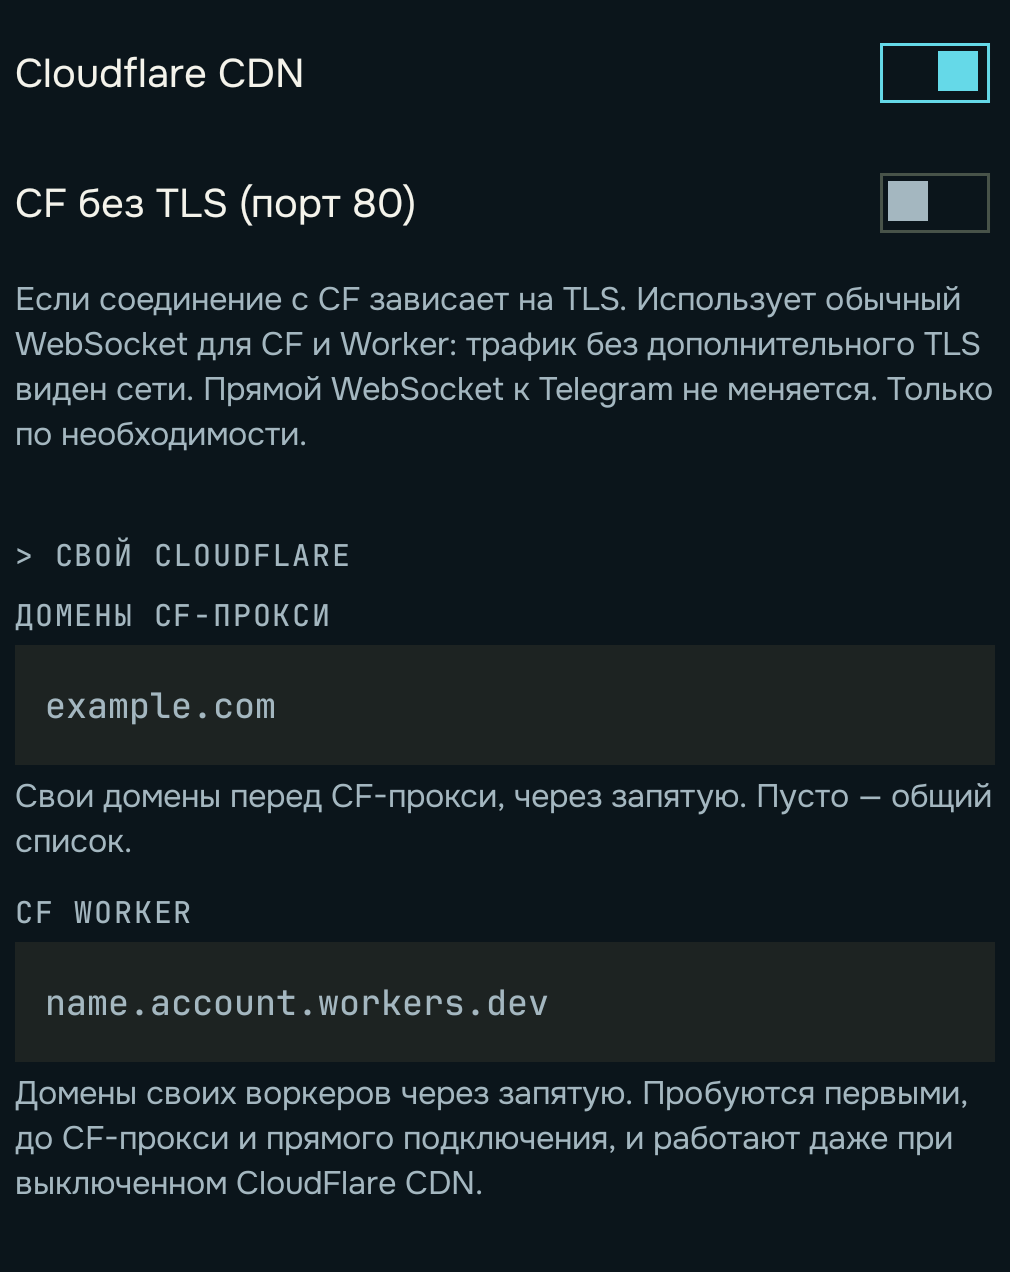 Cloudflare CDN
CF без TLS (порт 80)
Если соединение с CF зависает на TLS. Использует обычный
WebSocket для CF и Worker: трафик без дополнительного TLS
виден сети. Прямой WebSocket к Telegram не меняется. Только
по необходимости.
> СВОЙ CLOUDFLARE
ДОМЕНЫ CF-ПРОКСИ
example.com
Свои домены перед CF-прокси, через запятую. Пусто — общий
список.
CF WORKER
name.account.workers.dev
Домены своих воркеров через запятую. Пробуются первыми,
до CF-прокси и прямого подключения, и работают даже при
выключенном CloudFlare CDN.